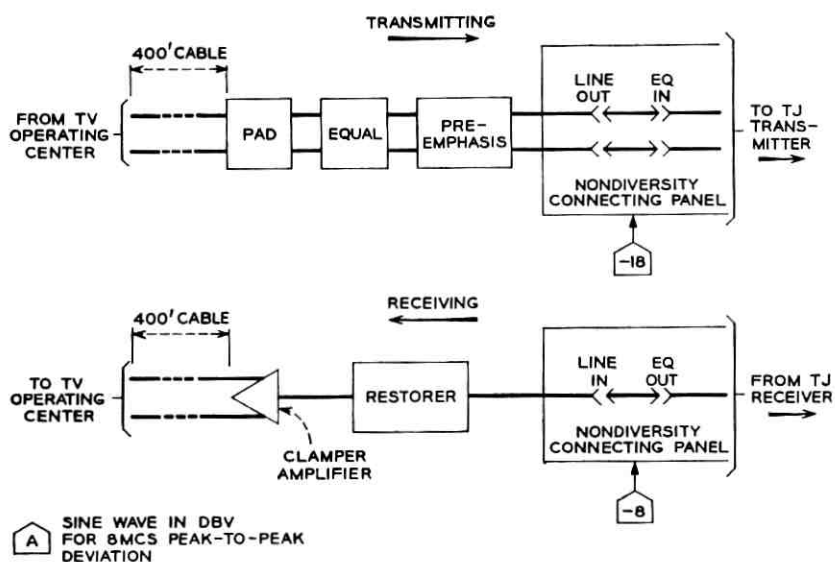 TRANSMITTING
400' CABLE
FROM TV
OPERATING
CENTER
PAD
EQUAL
PRE-
EMPHASIS
LINE
OUT
EQ
IN
NONDIVERSITY
CONNECTING PANEL
TO TJ
TRANS-
MITTER
-18
RECEIVING
400' CABLE
TO TV
OPERATING
CENTER
CLAMPER
AMPLIFIER
RESTORER
LINE
IN
EQ
OUT
NONDIVERSITY
CONNECTING PANEL
FROM TJ
RECEIVER
-8
A
SINE WAVE IN DBV
FOR 8MCS PEAK-TO-PEAK
DEVIATION